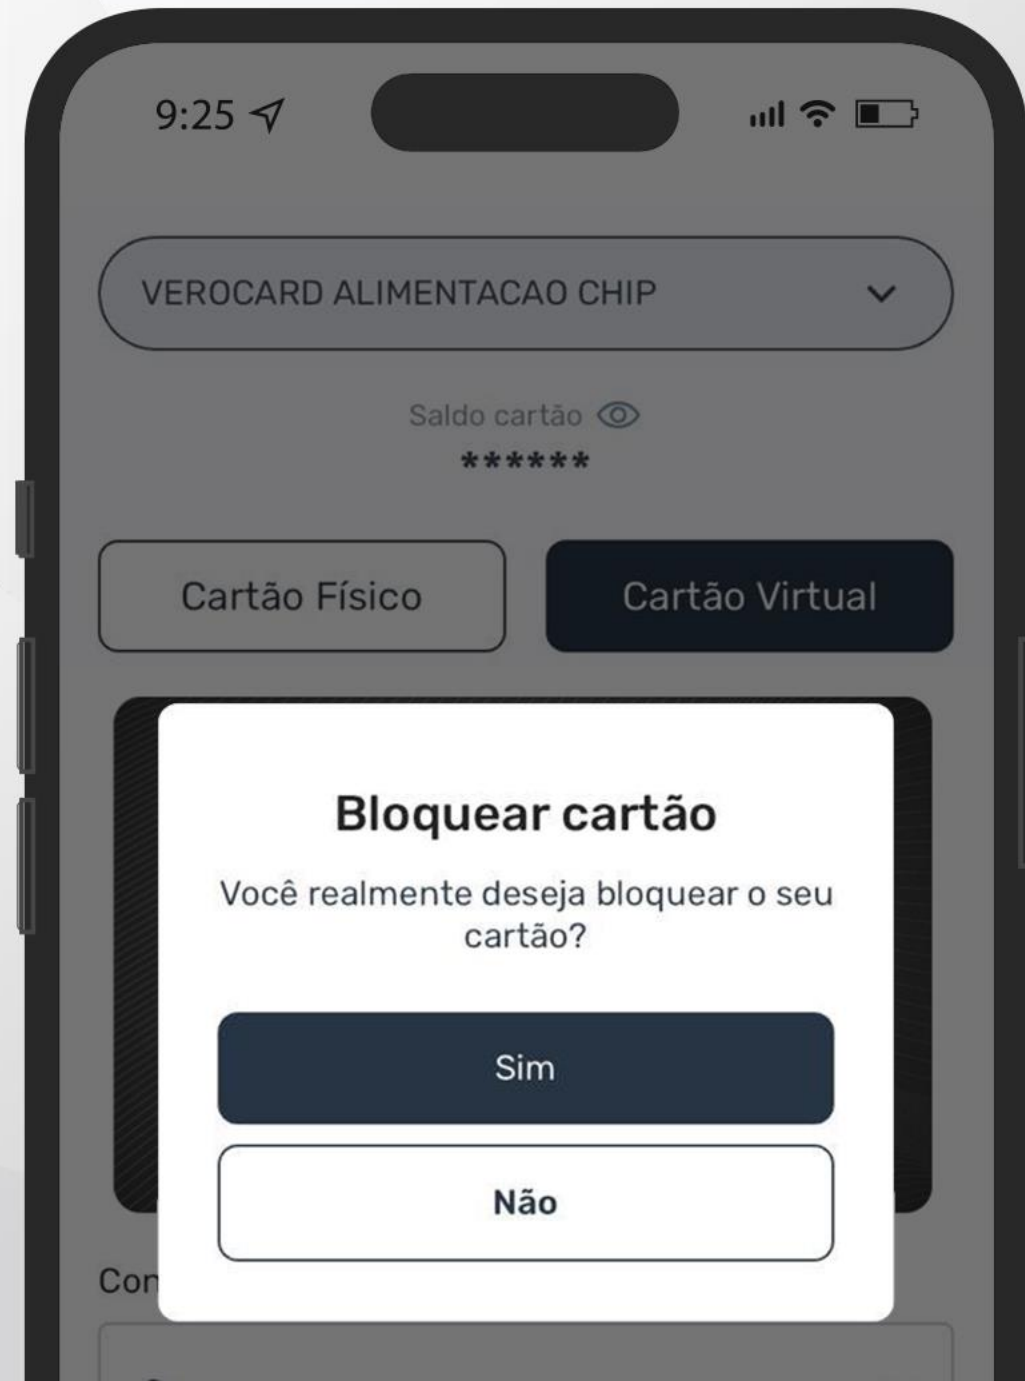 9:25
VEROCARD ALIMENTACAO CHIP
Saldo cartão
******
Cartão Físico
Cartão Virtual
Bloquear cartão
Você realmente deseja bloquear o seu
cartão?
Sim
Não